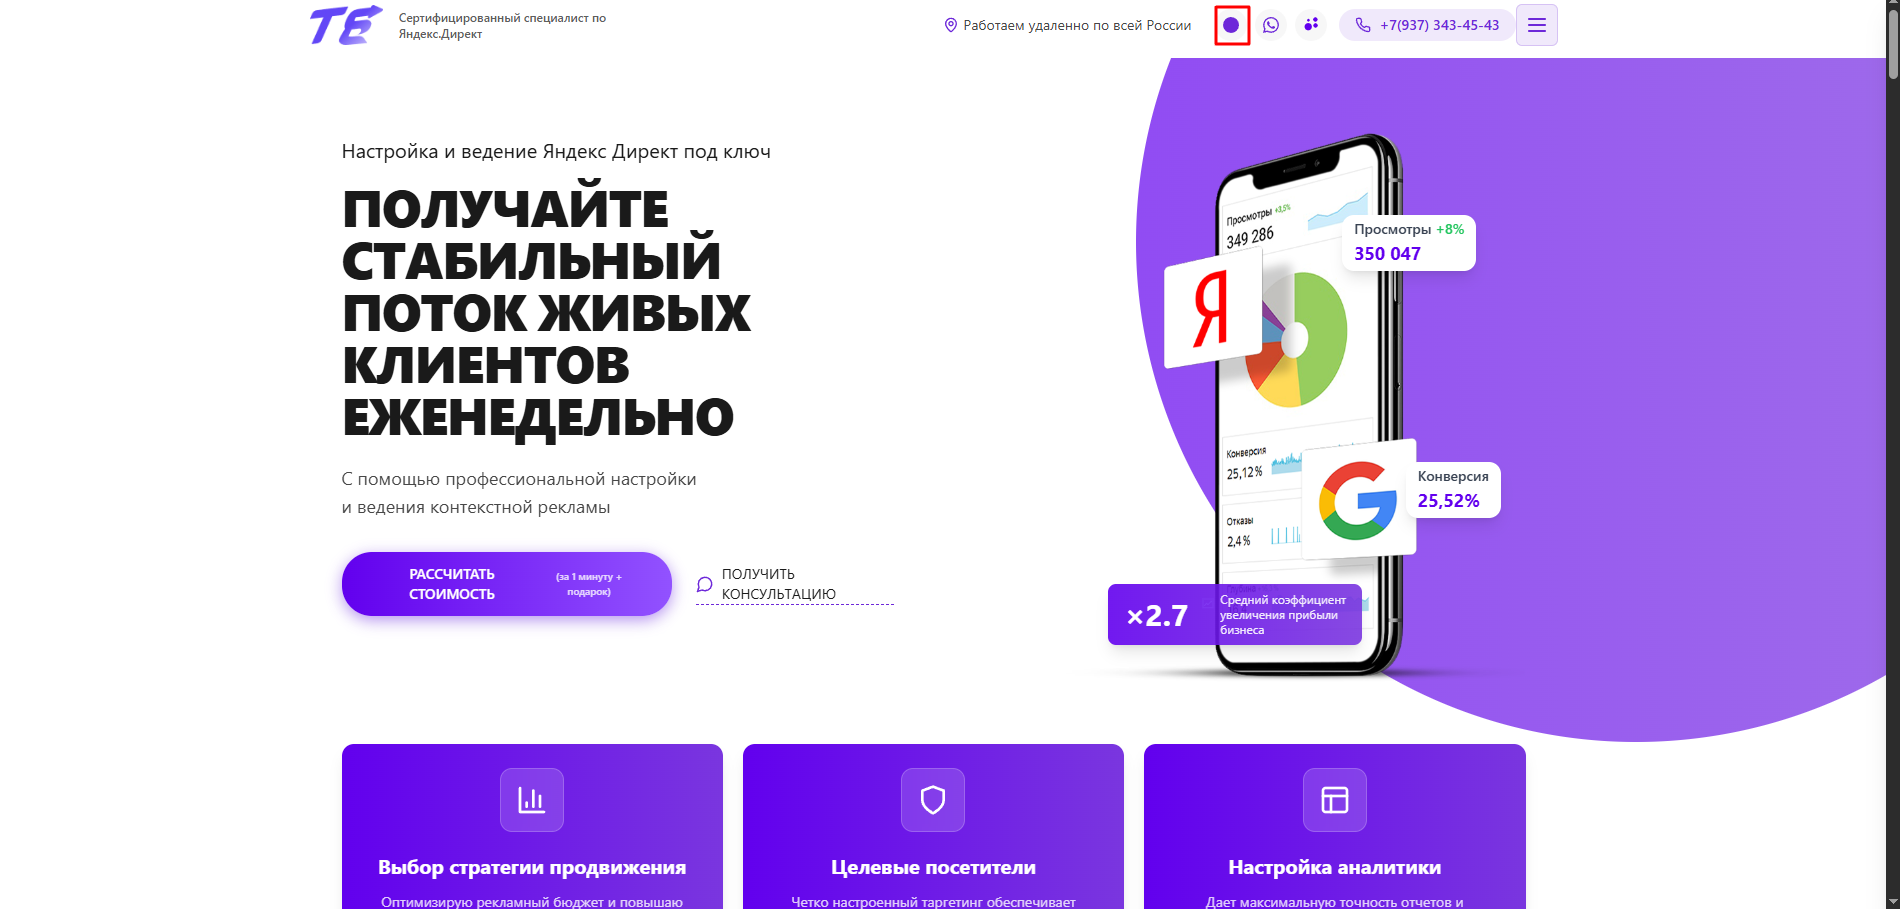 ТЕ
Сертифицированный специалист по
Яндекс.Директ
Работаем удаленно по всей России
+7(937) 343-45-43
Настройка и ведение Яндекс Директ под ключ
ПОЛУЧАЙТЕ
СТАБИЛЬНЫЙ
ПОТОК ЖИВЫХ
КЛИЕНТОВ
ЕЖЕНЕДЕЛЬНО
С помощью профессиональной настройки
и ведения контекстной рекламы
РАССЧИТАТЬ
СТОИМОСТЬ
(за 1 минуту +
подарок)
ПОЛУЧИТЬ
КОНСУЛЬТАЦИЮ
Просмотры +3,5%
349 286
Просмотры +8%
350 047
Я
Конверсия
25,12%
G
Конверсия
25,52%
Отказы
2,4%
×2.7
Средний коэффициент
увеличения прибыли
бизнеса
Выбор стратегии продвижения
Оптимизирую рекламный бюджет и повышаю
Целевые посетители
Четко настроенный таргетинг обеспечивает
Настройка аналитики
Дает максимальную точность отчетов и